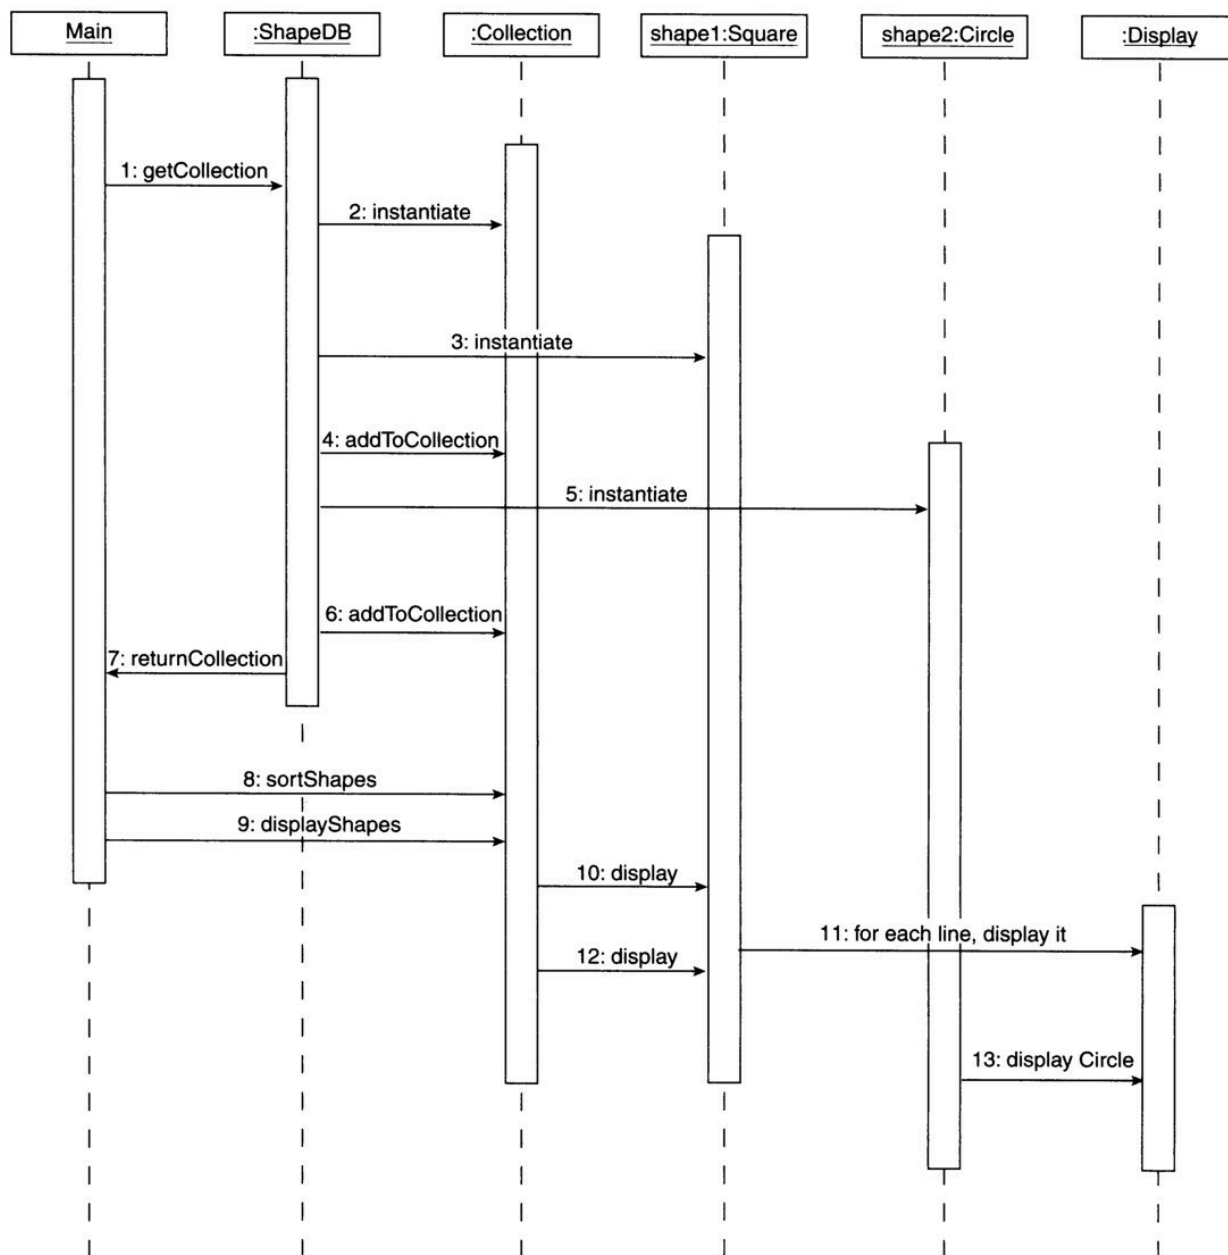 Main
:ShapeDB
:Collection
shape1:Square
shape2:Circle
:Display
1: getCollection
2: instantiate
3: instantiate
4: addToCollection
5: instantiate
6: addToCollection
7: returnCollection
8: sortShapes
9: displayShapes
10: display
11: for each line, display it
12: display
13: display Circle